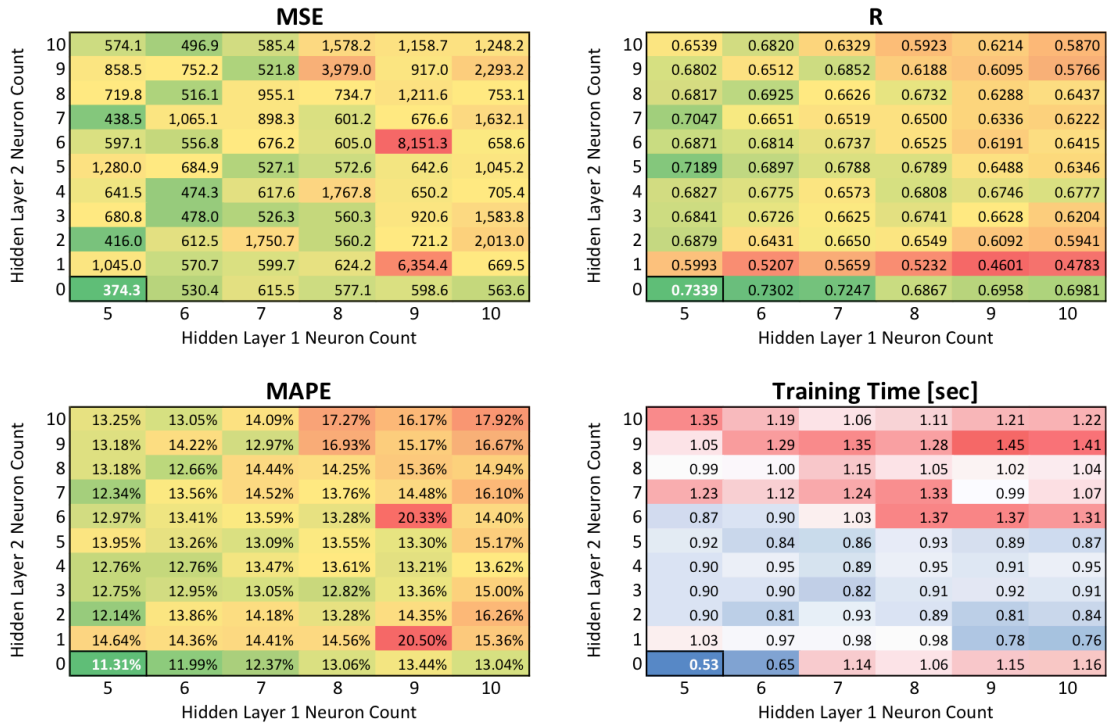 MSE
Hidden Layer 2 Neuron Count
10 574.1 496.9 585.4 1,578.2 1,158.7 1,248.2
9 858.5 752.2 521.8 3,979.0 917.0 2,293.2
8 719.8 516.1 955.1 734.7 1,211.6 753.1
7 438.5 1,065.1 898.3 601.2 676.6 1,632.1
6 597.1 556.8 676.2 605.0 8,151.3 658.6
5 1,280.0 684.9 527.1 572.6 642.6 1,045.2
4 641.5 474.3 617.6 1,767.8 650.2 705.4
3 680.8 478.0 526.3 560.3 920.6 1,583.8
2 416.0 612.5 1,750.7 560.2 721.2 2,013.0
1 1,045.0 570.7 599.7 624.2 6,354.4 669.5
0 374.3 530.4 615.5 577.1 598.6 563.6
5 6 7 8 9 10
Hidden Layer 1 Neuron Count
R
Hidden Layer 2 Neuron Count
10 0.6539 0.6820 0.6329 0.5923 0.6214 0.5870
9 0.6802 0.6512 0.6852 0.6188 0.6095 0.5766
8 0.6817 0.6925 0.6626 0.6732 0.6288 0.6437
7 0.7047 0.6651 0.6519 0.6500 0.6336 0.6222
6 0.6871 0.6814 0.6737 0.6525 0.6191 0.6415
5 0.7189 0.6897 0.6788 0.6789 0.6488 0.6346
4 0.6827 0.6775 0.6573 0.6808 0.6746 0.6777
3 0.6841 0.6726 0.6625 0.6741 0.6628 0.6204
2 0.6879 0.6431 0.6650 0.6549 0.6092 0.5941
1 0.5993 0.5207 0.5659 0.5232 0.4601 0.4783
0 0.7339 0.7302 0.7247 0.6867 0.6958 0.6981
5 6 7 8 9 10
Hidden Layer 1 Neuron Count
MAPE
Hidden Layer 2 Neuron Count
10 13.25% 13.05% 14.09% 17.27% 16.17% 17.92%
9 13.18% 14.22% 12.97% 16.93% 15.17% 16.67%
8 13.18% 12.66% 14.44% 14.25% 15.36% 14.94%
7 12.34% 13.56% 14.52% 13.76% 14.48% 16.10%
6 12.97% 13.41% 13.59% 13.28% 20.33% 14.40%
5 13.95% 13.26% 13.09% 13.55% 13.30% 15.17%
4 12.76% 12.76% 13.47% 13.61% 13.21% 13.62%
3 12.75% 12.95% 13.05% 12.82% 13.36% 15.00%
2 12.14% 13.86% 14.18% 13.28% 14.35% 16.26%
1 14.64% 14.36% 14.41% 14.56% 20.50% 15.36%
0 11.31% 11.99% 12.37% 13.06% 13.44% 13.04%
5 6 7 8 9 10
Hidden Layer 1 Neuron Count
Training Time [sec]
Hidden Layer 2 Neuron Count
10 1.35 1.19 1.06 1.11 1.21 1.22
9 1.05 1.29 1.35 1.28 1.45 1.41
8 0.99 1.00 1.15 1.05 1.02 1.04
7 1.23 1.12 1.24 1.33 0.99 1.07
6 0.87 0.90 1.03 1.37 1.37 1.31
5 0.92 0.84 0.86 0.93 0.89 0.87
4 0.90 0.95 0.89 0.95 0.91 0.95
3 0.90 0.90 0.82 0.91 0.92 0.91
2 0.90 0.81 0.93 0.89 0.81 0.84
1 1.03 0.97 0.98 0.98 0.78 0.76
0 0.53 0.65 1.14 1.06 1.15 1.16
5 6 7 8 9 10
Hidden Layer 1 Neuron Count